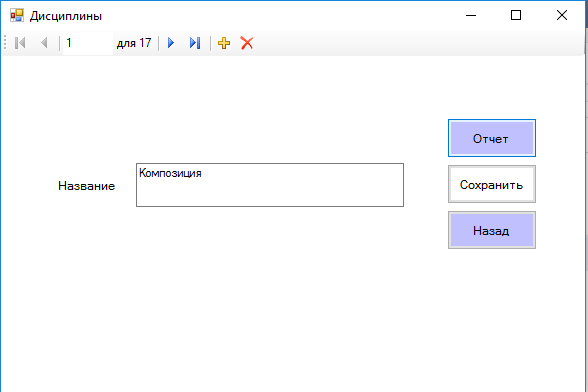 Дисциплины
1 для 17
Отчет
Название Композиция
Сохранить
Назад